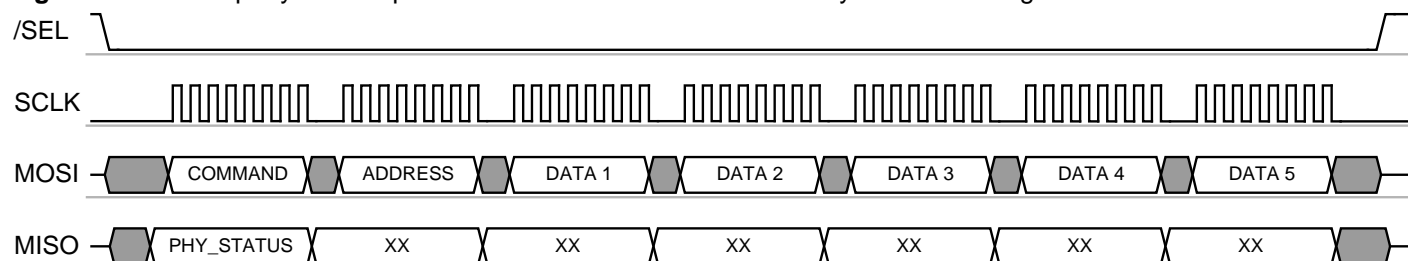 /SEL
SCLK
MOSI COMMAND ADDRESS DATA 1 DATA 2 DATA 3 DATA 4 DATA 5
MISO PHY_STATUS XX XX XX XX XX XX